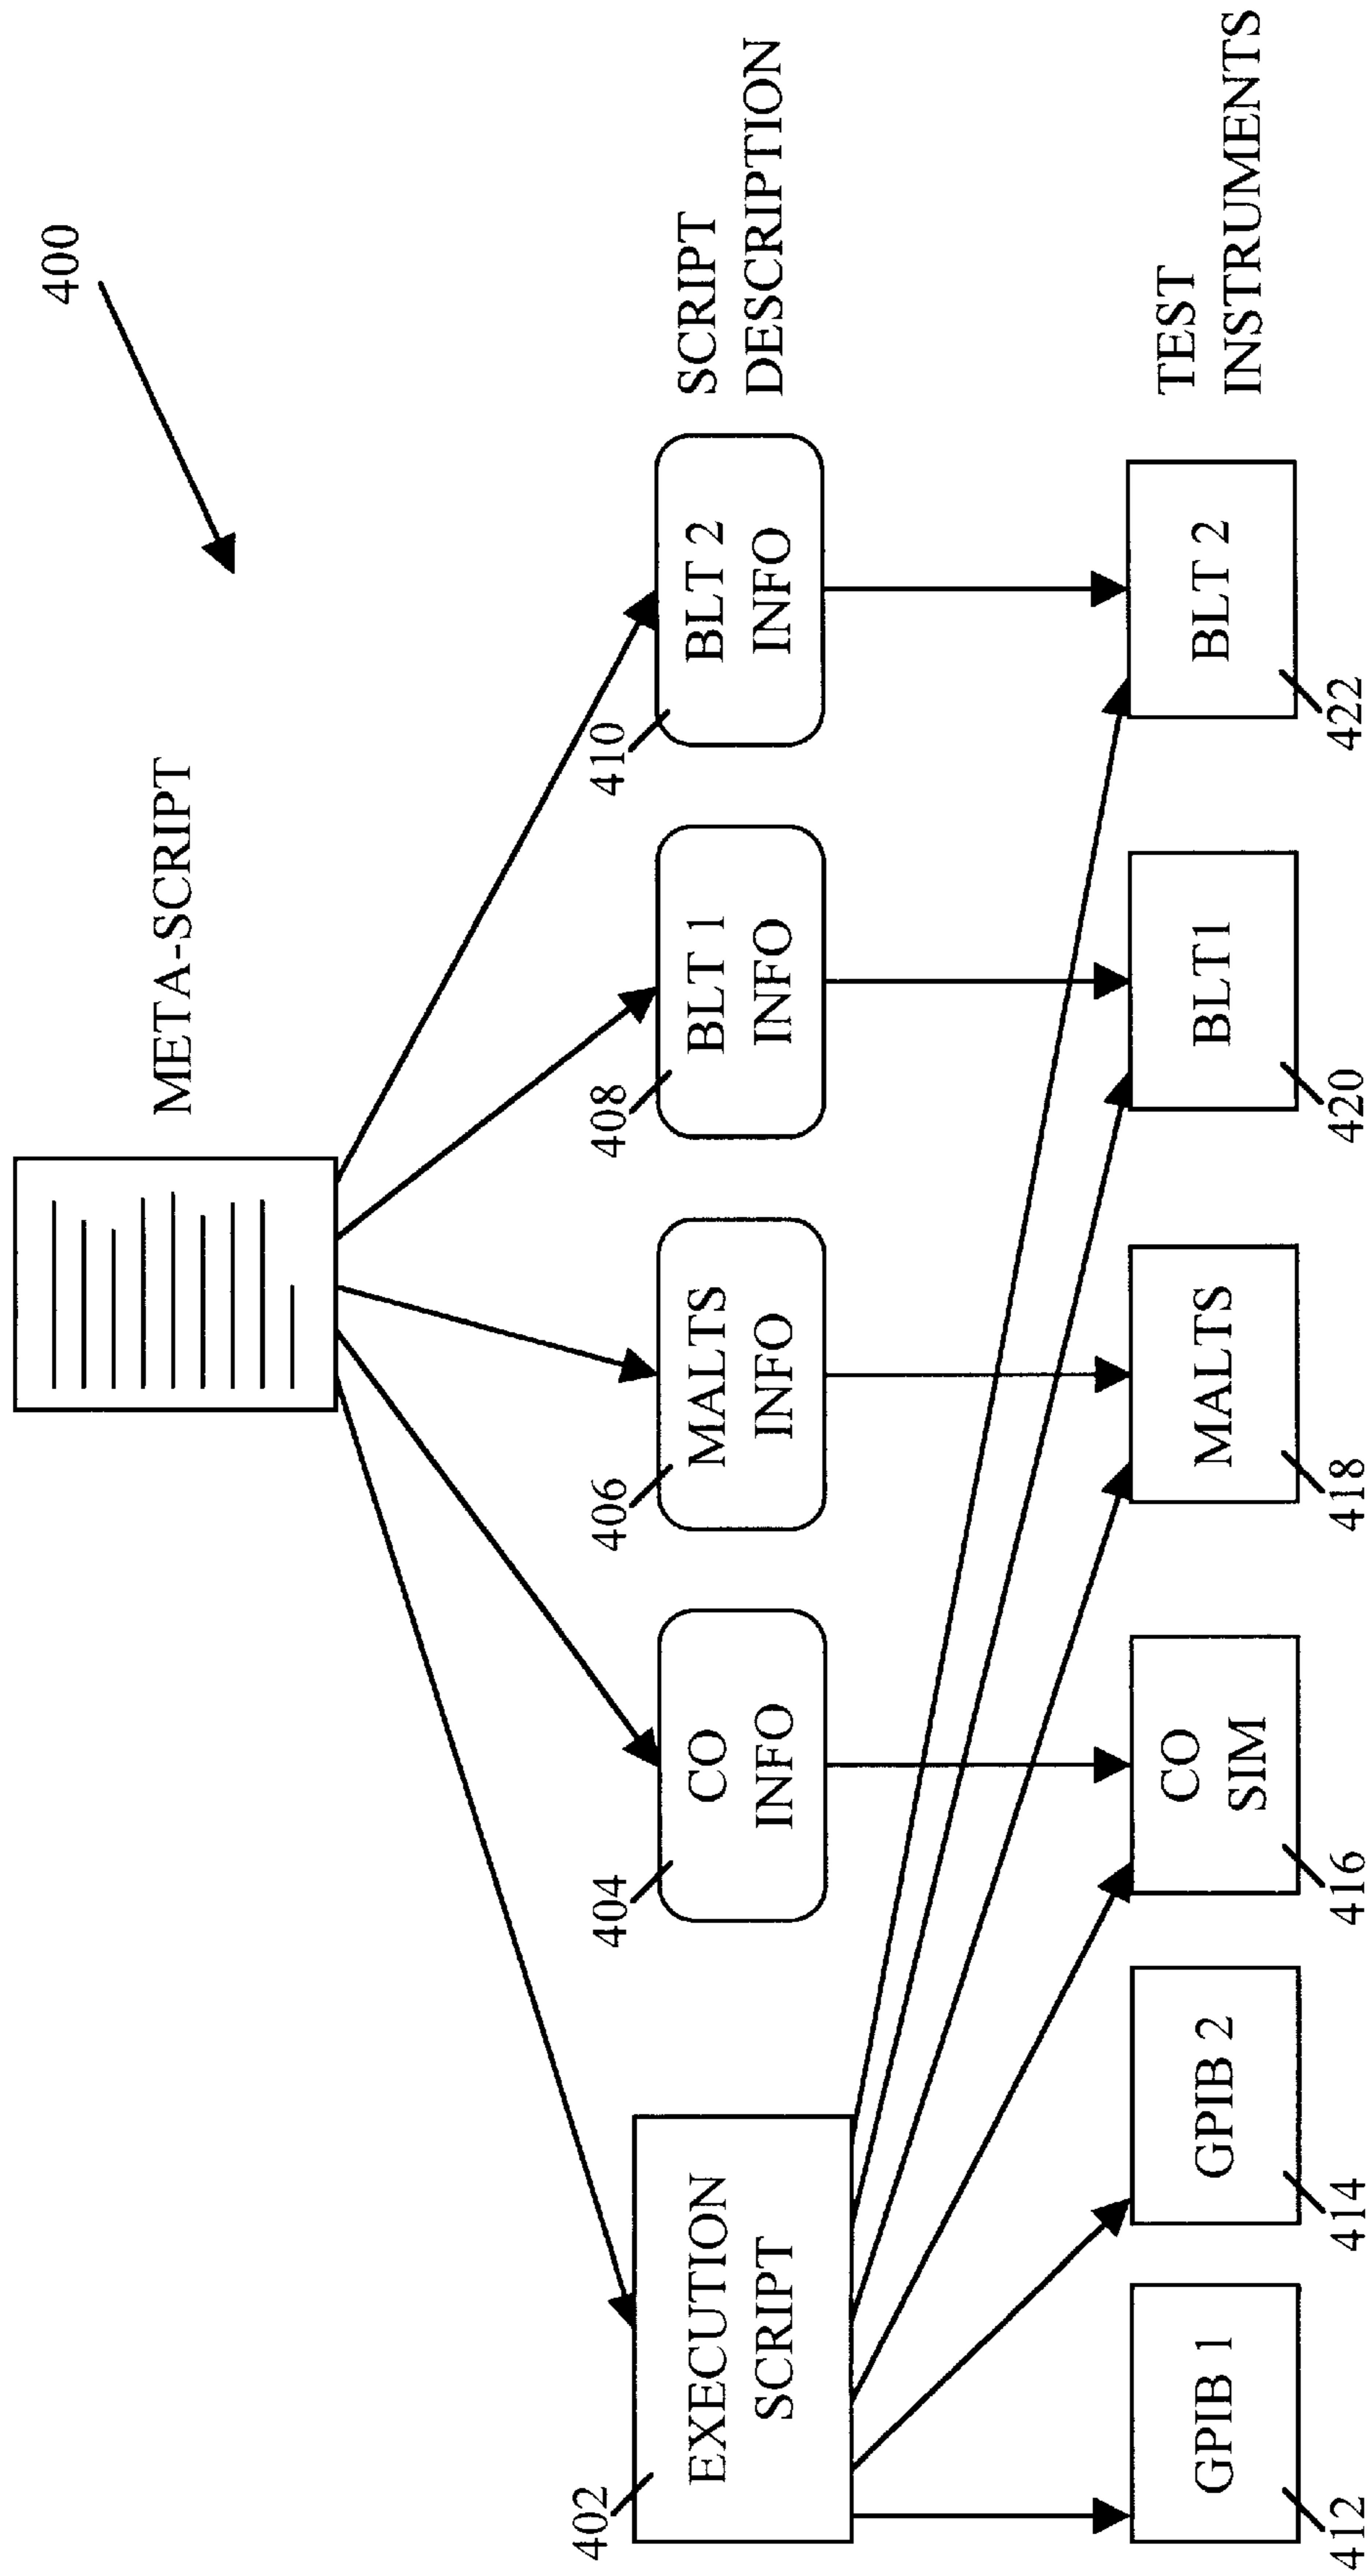 400
META-SCRIPT
SCRIPT
DESCRIPTION
402
EXECUTION
SCRIPT
404
CO
INFO
406
MALTS
INFO
408
BLT 1
INFO
410
BLT 2
INFO
TEST
INSTRUMENTS
GPIB 1
412
GPIB 2
414
CO
SIM
416
MALTS
418
BLT1
420
BLT 2
422